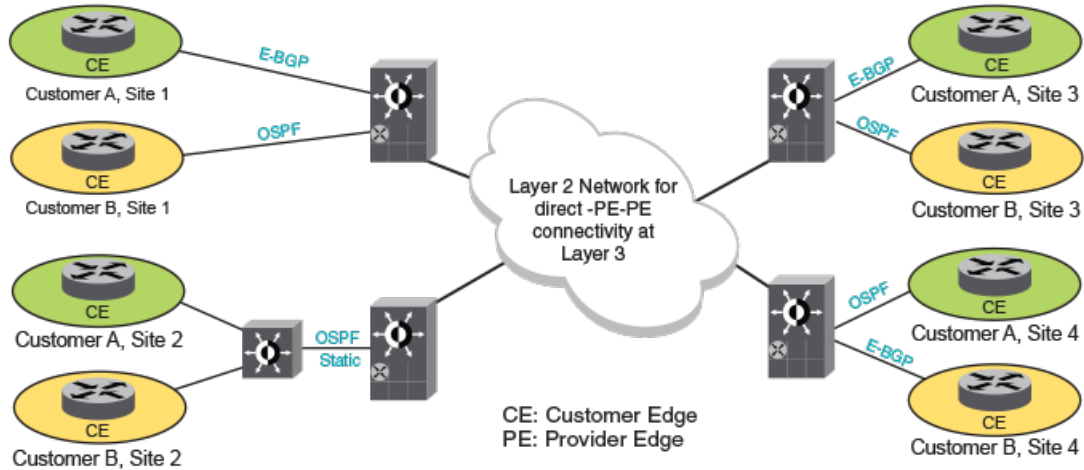 CE
Customer A, Site 1
E-BGP
CE
Customer B, Site 1
OSPF
CE
Customer A, Site 2
CE
Customer B, Site 2
OSPF
Static
Layer 2 Network for
direct -PE-PE
connectivity at
Layer 3
CE: Customer Edge
PE: Provider Edge
E-BGP
CE
Customer A, Site 3
OSPF
CE
Customer B, Site 3
OSPF
CE
Customer A, Site 4
E-BGP
CE
Customer B, Site 4